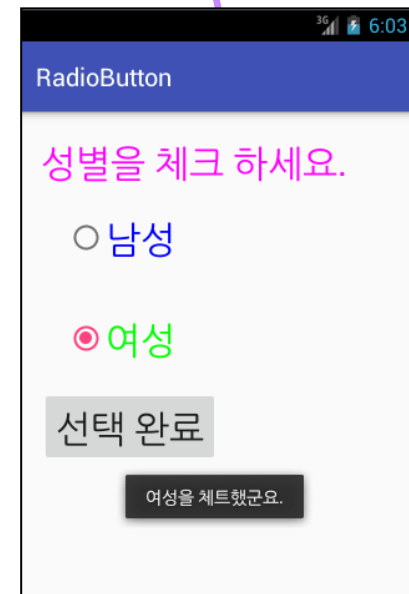 3G 6:03
RadioButton
성별을 체크 하세요.
남성
여성
선택 완료
여성을 체트했군요.